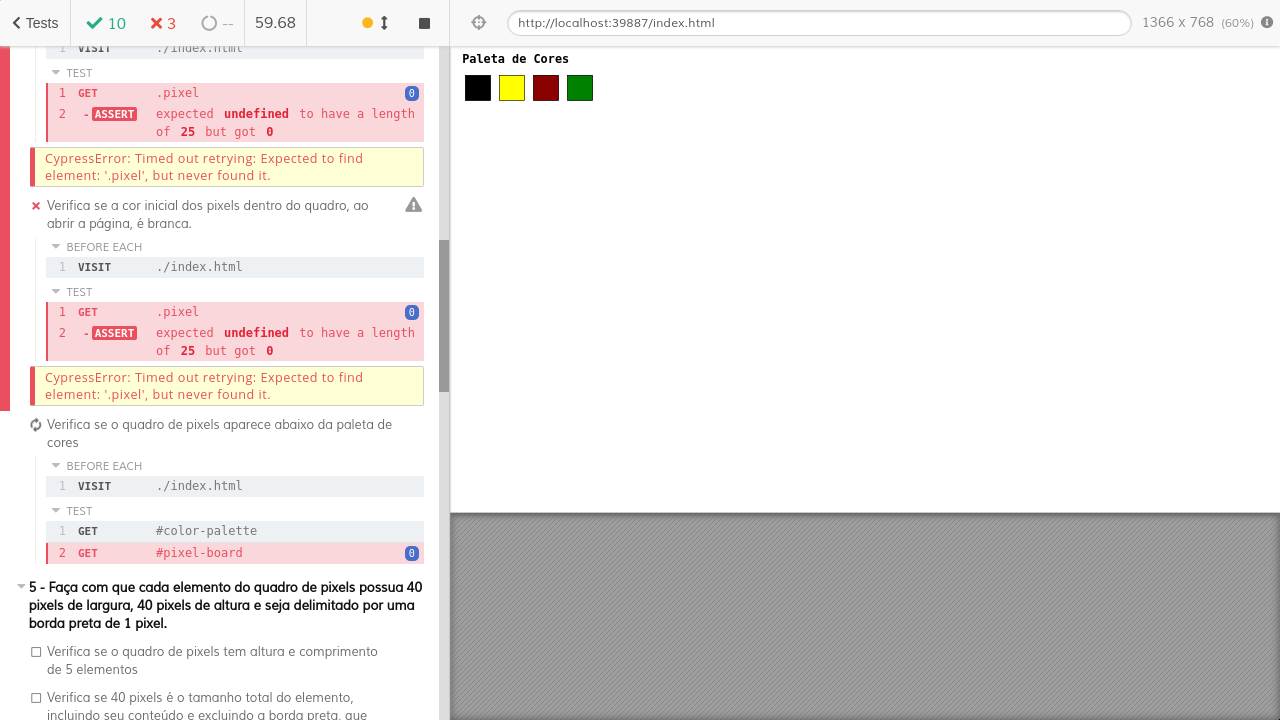 Tests 10 3 -- 59.68
1 VISIT ./index.html
TEST
1 GET .pixel 0
2 -ASSERT expected undefined to have a length
of 25 but got 0
CypressError: Timed out retrying: Expected to find
element: '.pixel', but never found it.
Verifica se a cor inicial dos pixels dentro do quadro, ao
abrir a página, é branca.
BEFORE EACH
1 VISIT ./index.html
TEST
1 GET .pixel 0
2 -ASSERT expected undefined to have a length
of 25 but got 0
CypressError: Timed out retrying: Expected to find
element: '.pixel', but never found it.
Verifica se o quadro de pixels aparece abaixo da paleta de
cores
BEFORE EACH
1 VISIT ./index.html
TEST
1 GET #color-palette
2 GET #pixel-board 0
5 - Faça com que cada elemento do quadro de pixels possua 40
pixels de largura, 40 pixels de altura e seja delimitado por uma
borda preta de 1 pixel.
Verifica se o quadro de pixels tem altura e comprimento
de 5 elementos
Verifica se 40 pixels é o tamanho total do elemento,
incluindo seu conteúdo e excluindo a borda preta, que
http://localhost:39887/index.html 1366 x 768 (60%)
Paleta de Cores